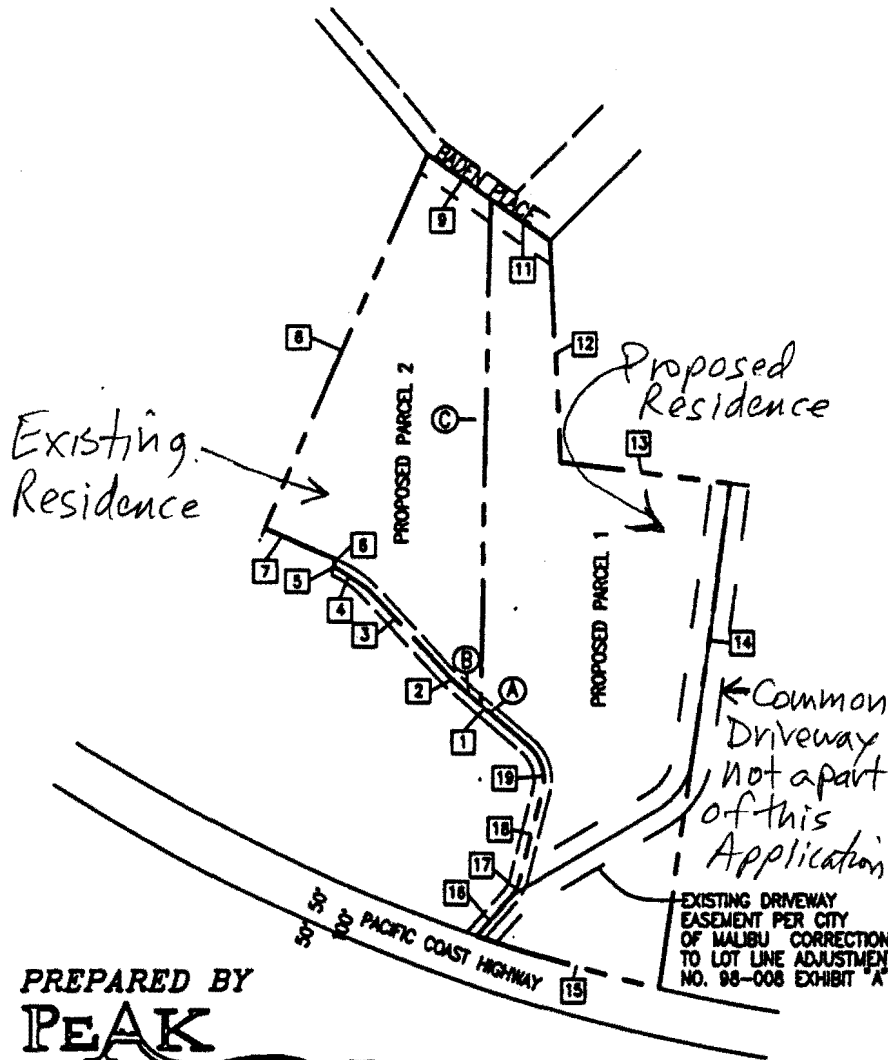 BADEN PLACE
9
11
8
12
Proposed
Residence
PROPOSED PARCEL 2
C
13
Existing
Residence
6
7
5
4
3
PROPOSED PARCEL 1
14
B
2
A
1
← Common
Driveway
not a part
of this
Application
19
18
17
16
EXISTING DRIVEWAY
EASEMENT PER CITY
OF MALIBU CORRECTION
TO LOT LINE ADJUSTMENT
NO. 98-008 EXHIBIT "A"
50'
50'
100'
PACIFIC COAST HIGHWAY
15
PREPARED BY
PEAK